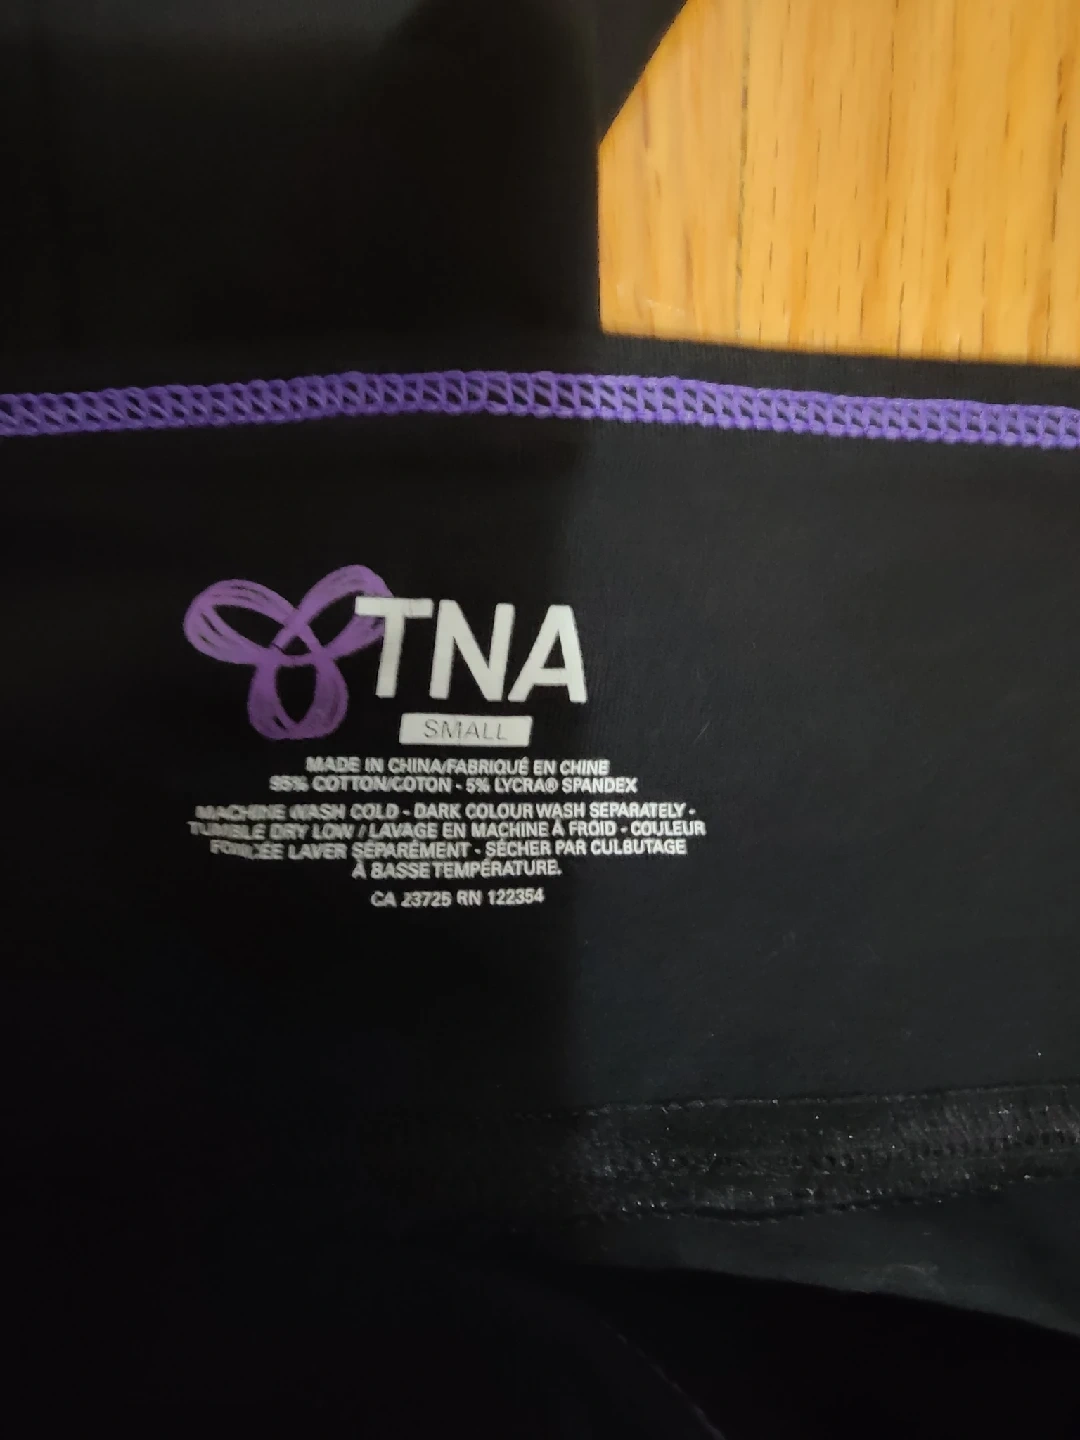 TNA
SMALL
MADE IN CHINA/FABRIQUÉ EN CHINE
95% COTTON/COTON - 5% LYCRA® SPANDEX
MACHINE WASH COLD - DARK COLOUR WASH SEPARATELY -
TUMBLE DRY LOW / LAVAGE EN MACHINE À FROID - COULEUR
FONCÉE LAVER SÉPARÉMENT - SÉCHER PAR CULBUTAGE
À BASSE TEMPÉRATURE.
CA 23725 RN 122354